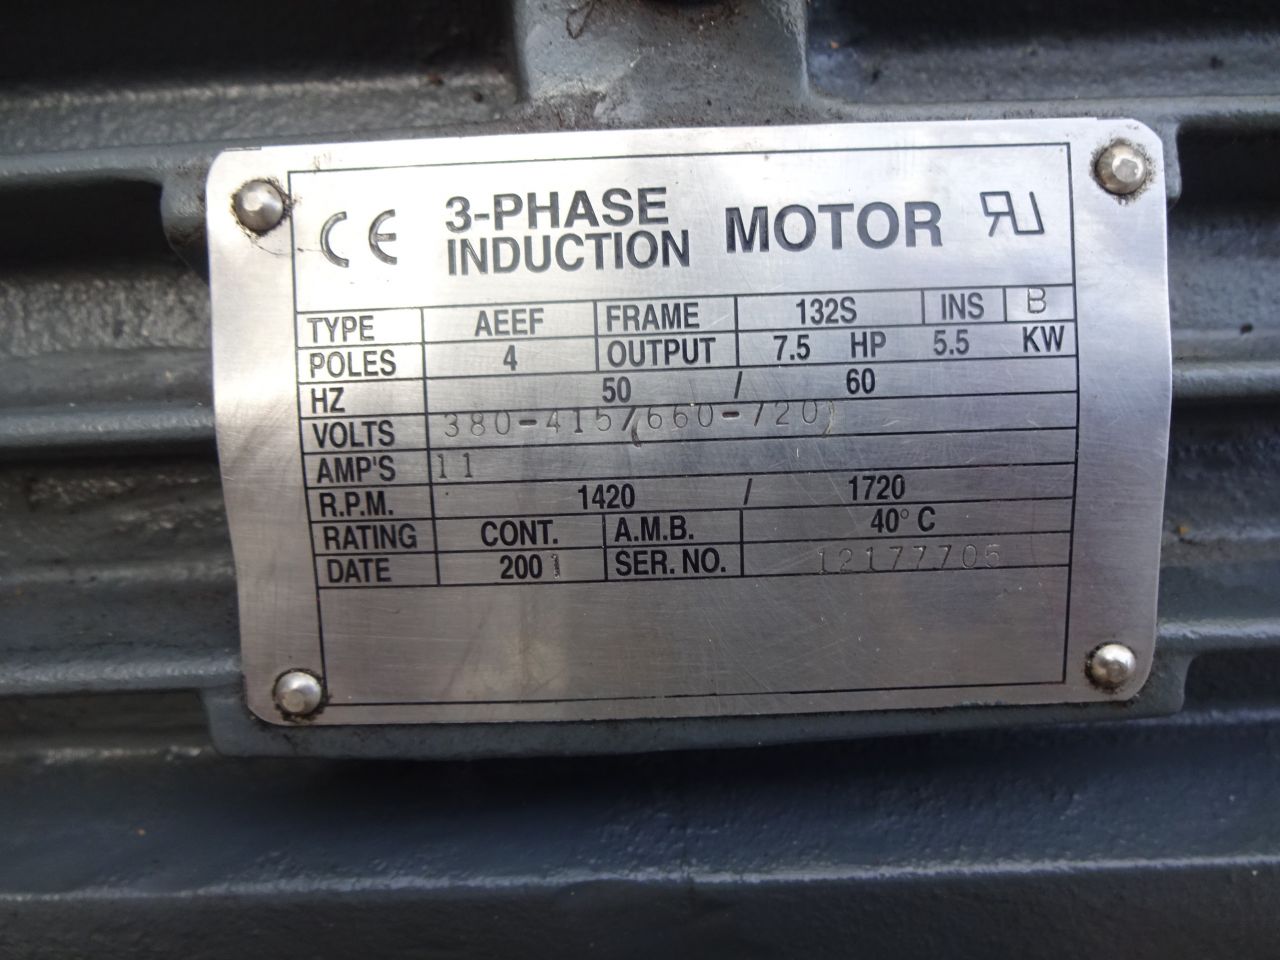 CE 3-PHASE INDUCTION MOTOR RU
TYPE AEEF FRAME 132S INS B
POLES 4 OUTPUT 7.5 HP 5.5 KW
HZ 50 / 60
VOLTS 380-415/(660-720)
AMP'S 11
R.P.M. 1420 / 1720
RATING CONT. A.M.B. 40°C
DATE 2001 SER. NO. 12177706